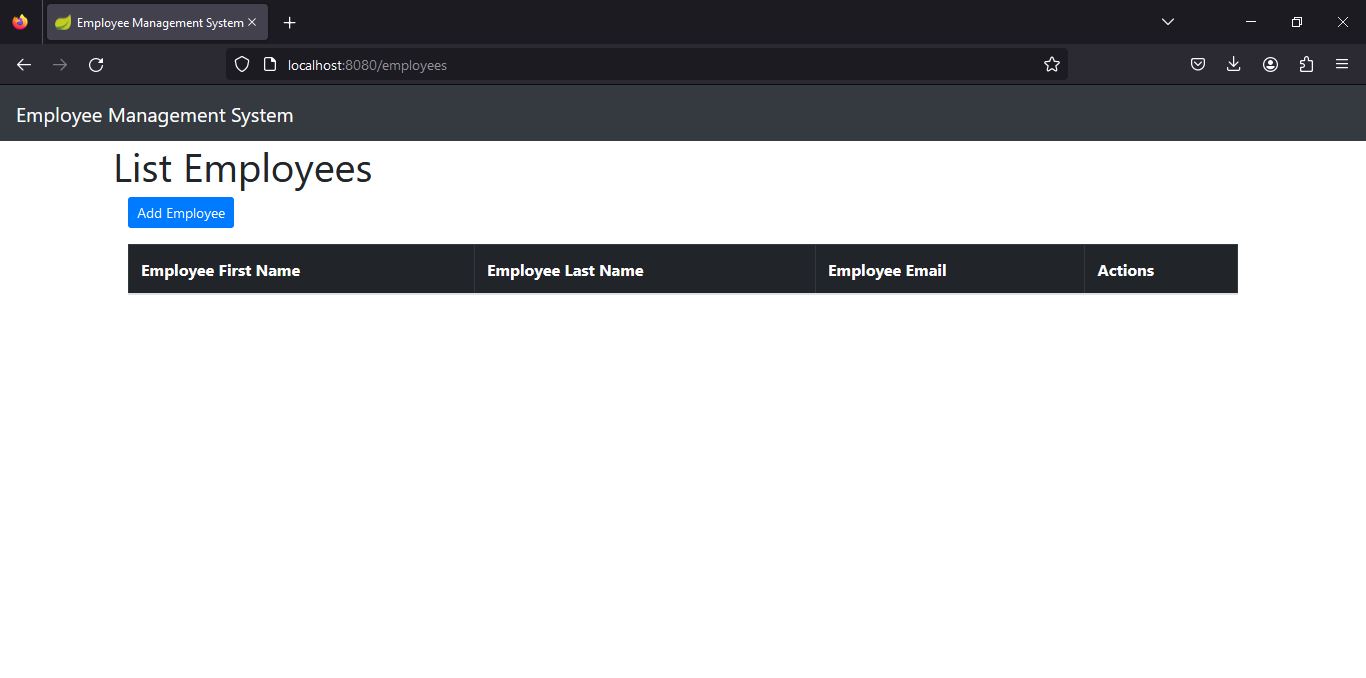 Employee Management System
localhost:8080/employees
Employee Management System
List Employees
Add Employee
Employee First Name Employee Last Name Employee Email Actions